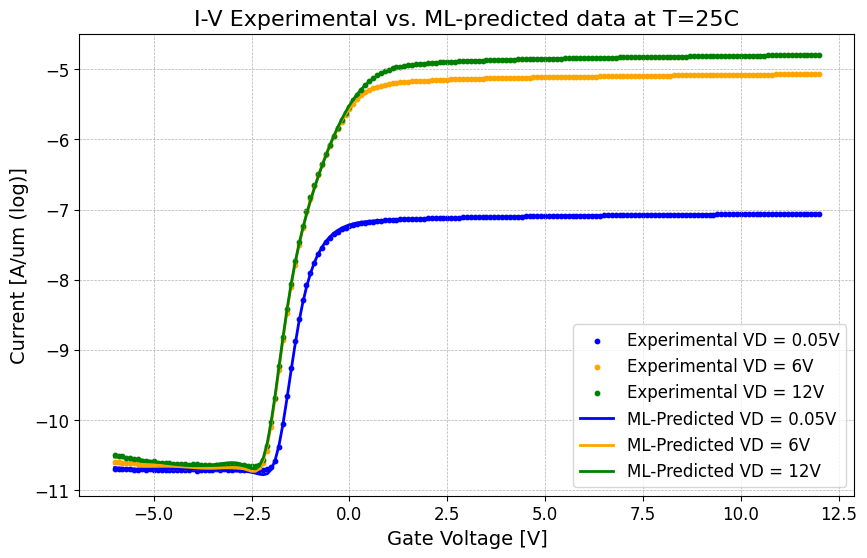 I-V Experimental vs. ML-predicted data at T=25C
Current [A/um (log)]
−5
−6
−7
−8
−9
−10
−11
Experimental VD = 0.05V
Experimental VD = 6V
Experimental VD = 12V
ML-Predicted VD = 0.05V
ML-Predicted VD = 6V
ML-Predicted VD = 12V
−5.0
−2.5
0.0
2.5
5.0
7.5
10.0
12.5
Gate Voltage [V]